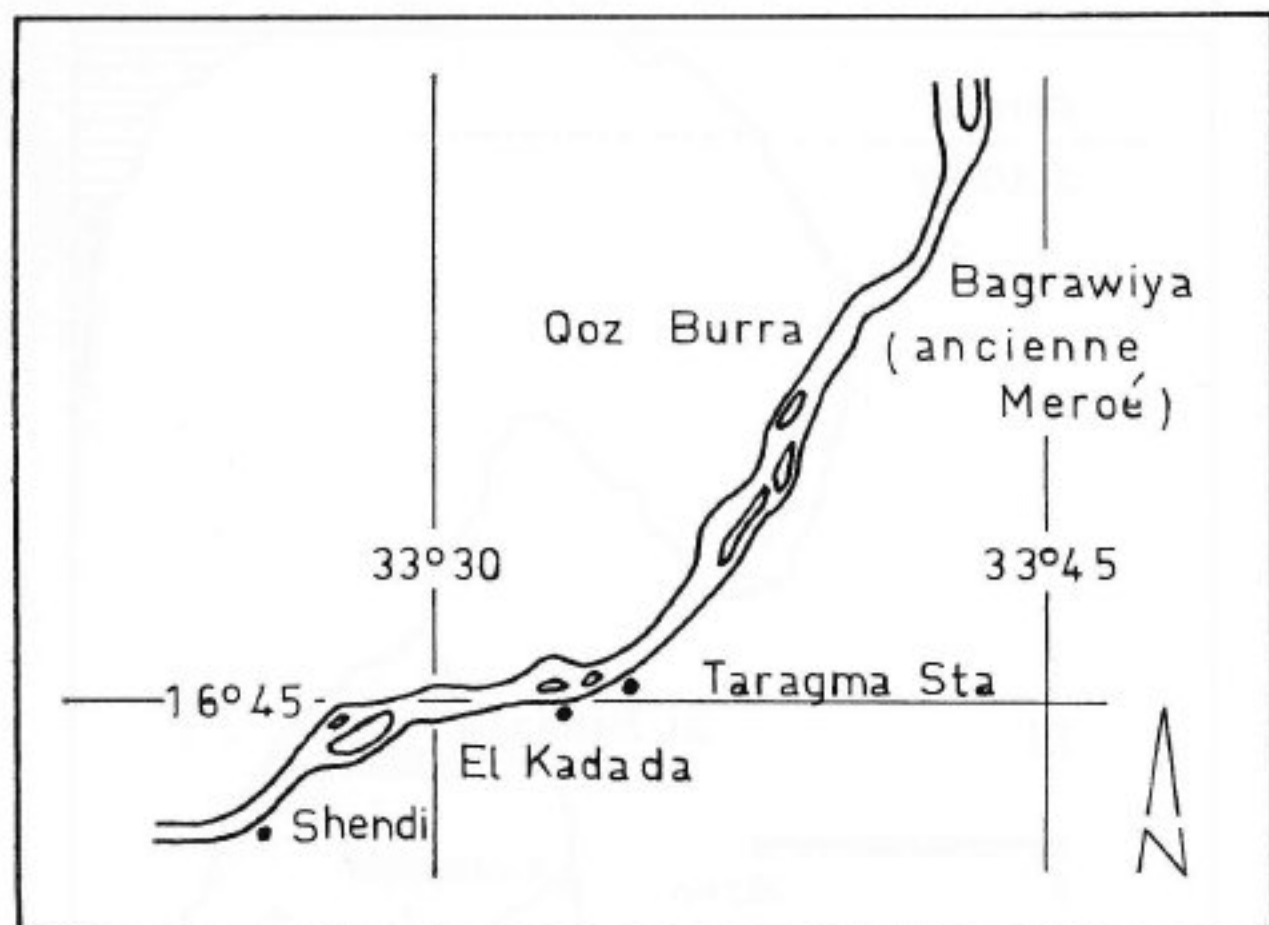 Bagrawiya
Qoz Burra
(ancienne
Meroé)
33°30
33°45
16°45
Taragma Sta
El Kadada
Shendi
N